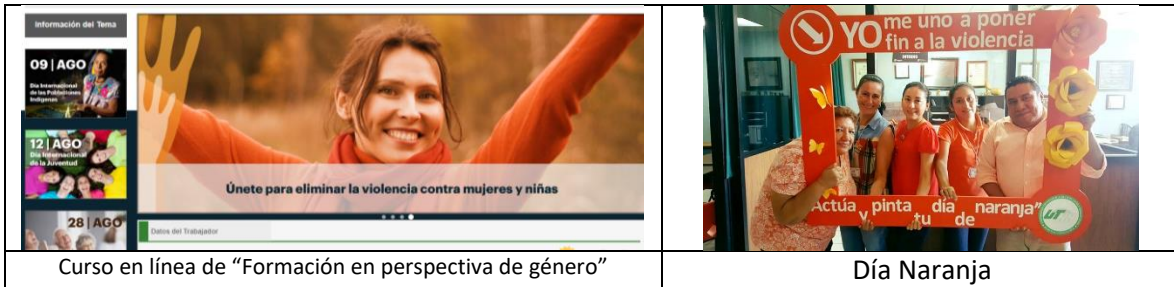 Información del Tema
09 | AGO
Día Internacional
de las Poblaciones
Indígenas
12 | AGO
Día Internacional
de la Juventud
28 | AGO
Únete para eliminar la violencia contra mujeres y niñas
Datos del Trabajador
Curso en línea de “Formación en perspectiva de género”
YO me uno a poner
fin a la violencia
Actúa y pinta tu día de naranja"
UT
Día Naranja